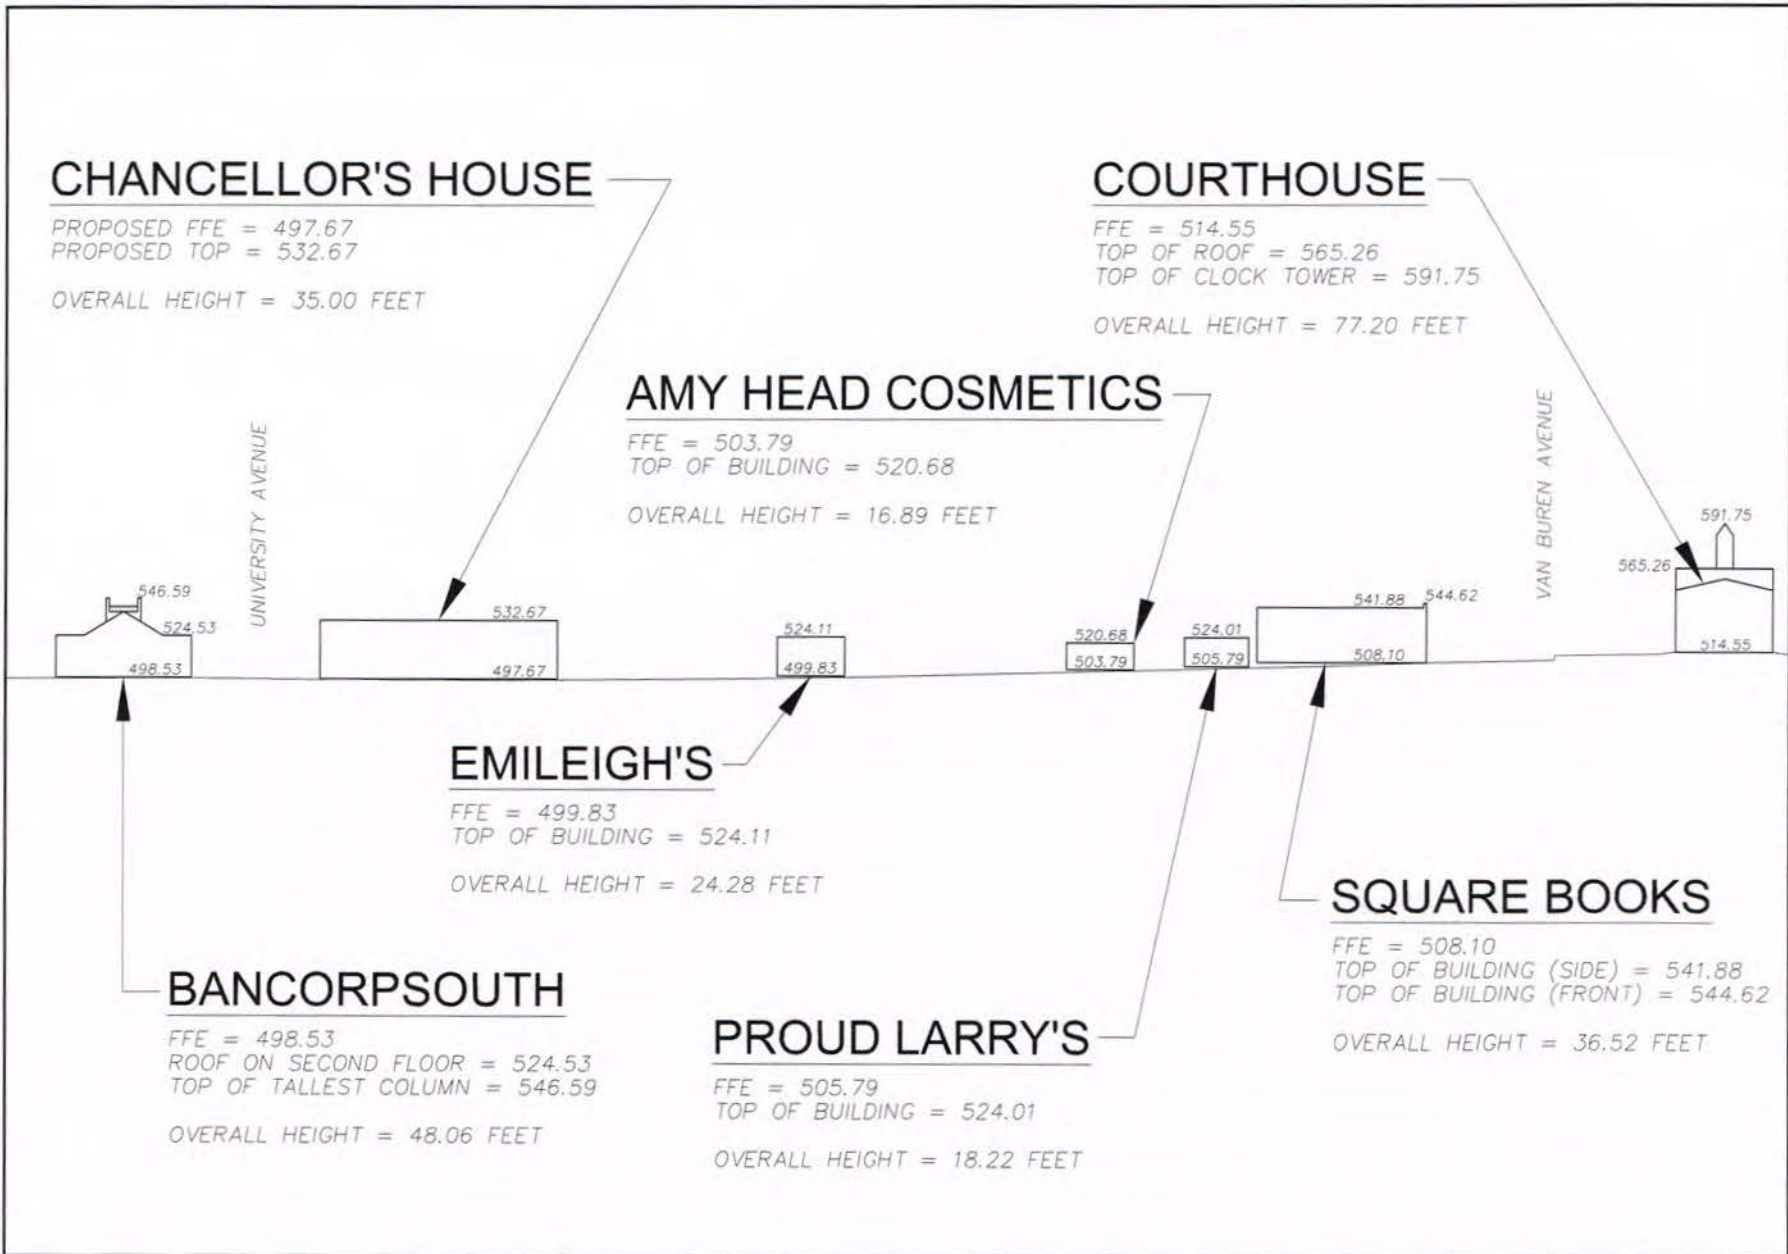 CHANCELLOR'S HOUSE
PROPOSED FFE = 497.67
PROPOSED TOP = 532.67
OVERALL HEIGHT = 35.00 FEET
COURTHOUSE
FFE = 514.55
TOP OF ROOF = 565.26
TOP OF CLOCK TOWER = 591.75
OVERALL HEIGHT = 77.20 FEET
AMY HEAD COSMETICS
FFE = 503.79
TOP OF BUILDING = 520.68
OVERALL HEIGHT = 16.89 FEET
UNIVERSITY AVENUE
VAN BUREN AVENUE
546.59
524.53
498.53
532.67
497.67
524.11
499.83
520.68
503.79
524.01
505.79
541.88
544.62
508.10
591.75
565.26
514.55
EMILEIGH'S
FFE = 499.83
TOP OF BUILDING = 524.11
OVERALL HEIGHT = 24.28 FEET
SQUARE BOOKS
FFE = 508.10
TOP OF BUILDING (SIDE) = 541.88
TOP OF BUILDING (FRONT) = 544.62
OVERALL HEIGHT = 36.52 FEET
BANCORPSOUTH
FFE = 498.53
ROOF ON SECOND FLOOR = 524.53
TOP OF TALLEST COLUMN = 546.59
OVERALL HEIGHT = 48.06 FEET
PROUD LARRY'S
FFE = 505.79
TOP OF BUILDING = 524.01
OVERALL HEIGHT = 18.22 FEET